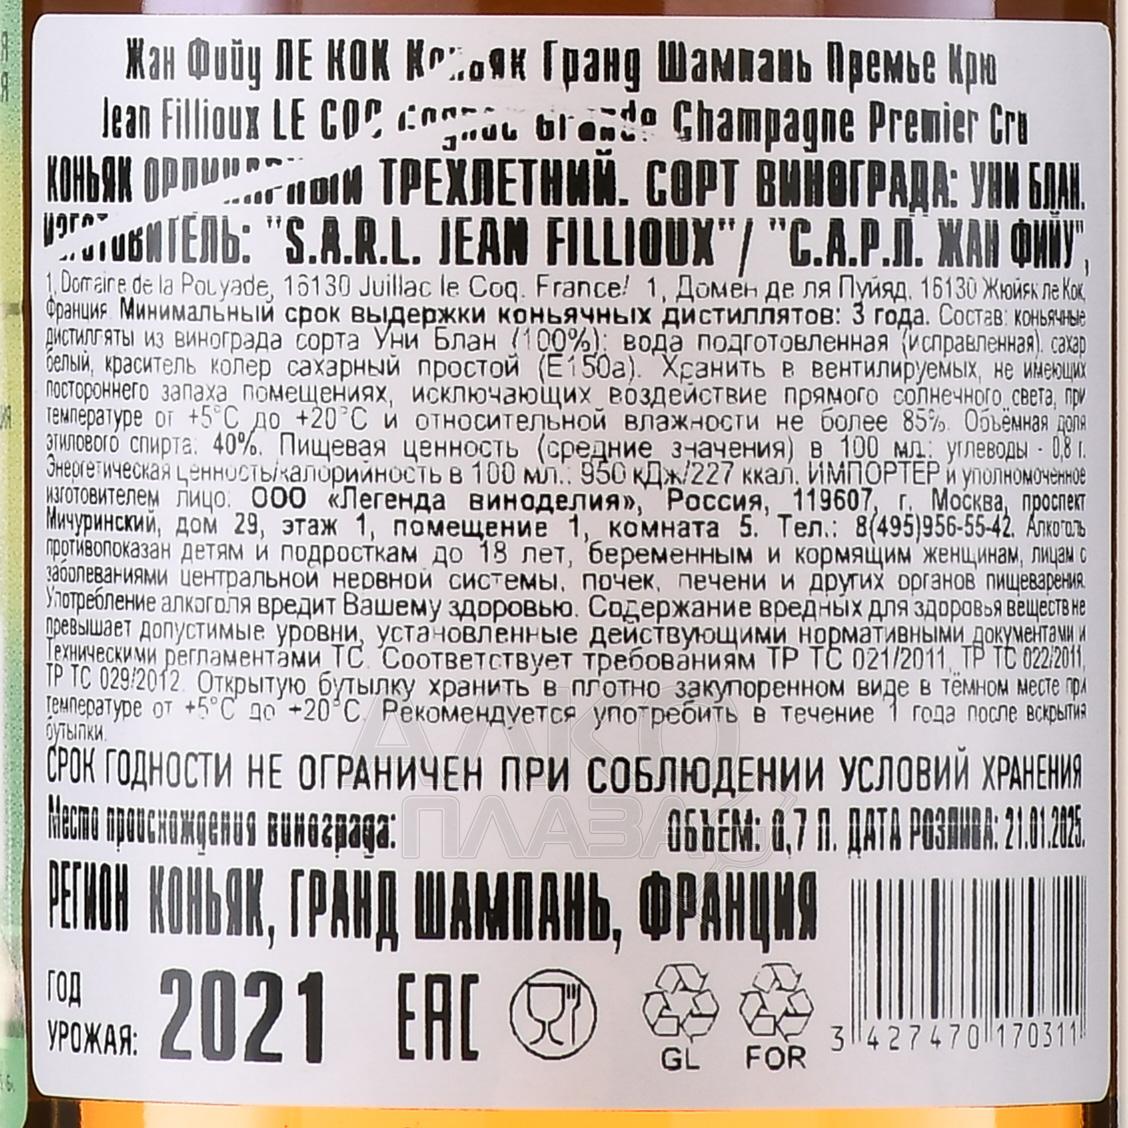 Жан Фийу ЛЕ КОК Коньяк Гранд Шампань Премье Крю
Jean Fillioux LE COQ Cognac Grande Champagne Premier Cru
КОНЬЯК ОРДИНАРНЫЙ ТРЕХЛЕТНИЙ. СОРТ ВИНОГРАДА: УНИ БЛАН.
ИЗГОТОВИТЕЛЬ: "S.A.R.L. JEAN FILLIOUX"/ "С.А.Р.Л. ЖАН ФИЙУ",
1, Domaine de la Pouyade, 16130 Juillac le Coq, France/ 1, Домен де ля Пуйяд, 16130 Жюйяк ле Кок,
Франция. Минимальный срок выдержки коньячных дистиллятов: 3 года. Состав: коньячные
дистилляты из винограда сорта Уни Блан (100%); вода подготовленная (исправленная), сахар
белый, краситель колер сахарный простой (Е150а). Хранить в вентилируемых, не имеющих
постороннего запаха помещениях, исключающих воздействие прямого солнечного света, при
температуре от +5°С до +20°С и относительной влажности не более 85%. Объёмная доля
этилового спирта: 40%. Пищевая ценность (средние значения) в 100 мл: углеводы - 0,8 г.
Энергетическая ценность/калорийность в 100 мл.: 950 кДж/227 ккал. ИМПОРТЕР и уполномоченное
изготовителем лицо: ООО «Легенда виноделия», Россия, 119607, г. Москва, проспект
Мичуринский, дом 29, этаж 1, помещение 1, комната 5. Тел.: 8(495)956-55-42. Алкоголь
противопоказан детям и подросткам до 18 лет, беременным и кормящим женщинам, лицам с
заболеваниями центральной нервной системы, почек, печени и других органов пищеварения.
Употребление алкоголя вредит Вашему здоровью. Содержание вредных для здоровья веществ не
превышает допустимые уровни, установленные действующими нормативными документами и
Техническими регламентами ТС. Соответствует требованиям ТР ТС 021/2011, ТР ТС 022/2011,
ТР ТС 029/2012. Открытую бутылку хранить в плотно закупоренном виде в тёмном месте при
температуре от +5°С до +20°С. Рекомендуется употребить в течение 1 года после вскрытия
бутылки.
СРОК ГОДНОСТИ НЕ ОГРАНИЧЕН ПРИ СОБЛЮДЕНИИ УСЛОВИЙ ХРАНЕНИЯ
Место происхождения винограда:
ОБЪЕМ: 0,7 Л. ДАТА РОЗЛИВА: 21.01.2025.
РЕГИОН КОНЬЯК, ГРАНД ШАМПАНЬ, ФРАНЦИЯ
ГОД
УРОЖАЯ: 2021 EAC
GL FOR
3 427470 170311
АЛКО
ПЛАЗА